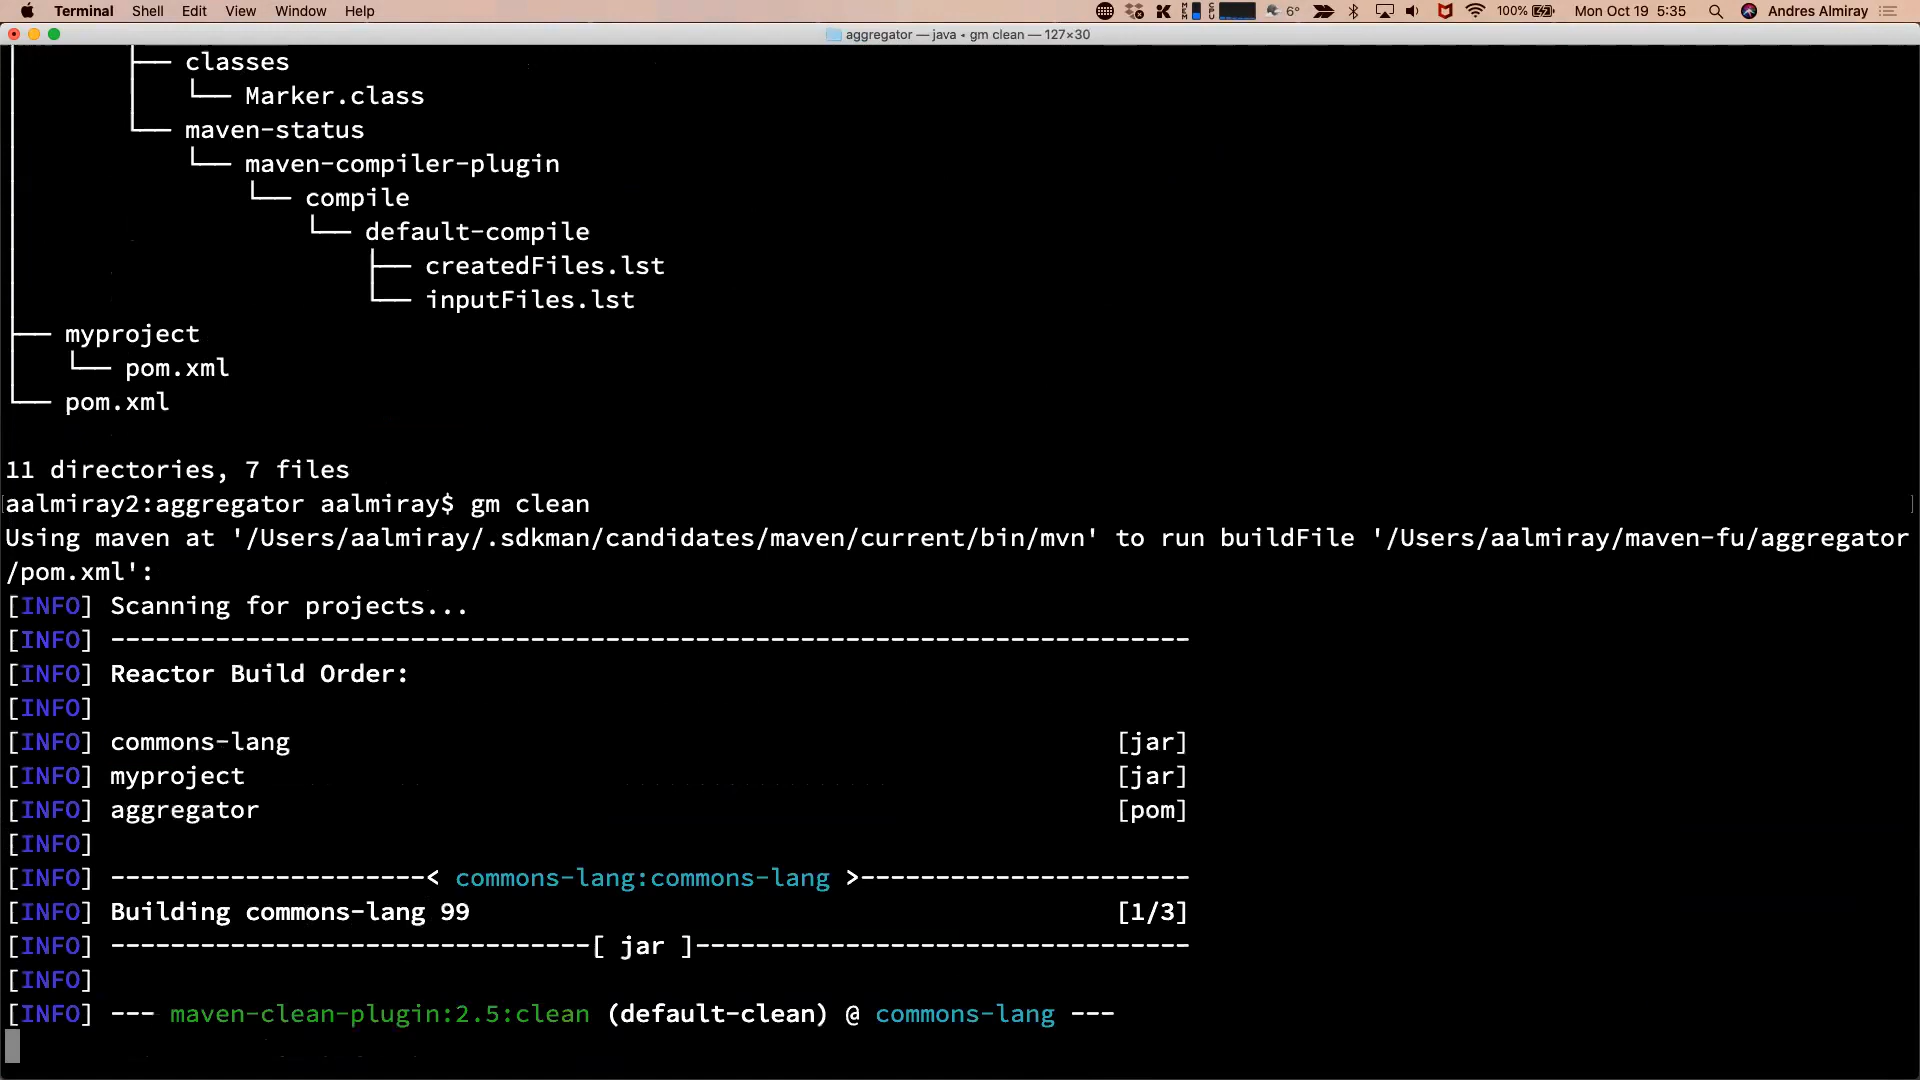 Terminal Shell Edit View Window Help 6° 100% Mon Oct 19 5:35 Andres Almiray
aggregator — java ◂ gm clean — 127×30
│       ├── classes
│       │   └── Marker.class
│       └── maven-status
│           └── maven-compiler-plugin
│               └── compile
│                   └── default-compile
│                       ├── createdFiles.lst
│                       └── inputFiles.lst
├── myproject
│   └── pom.xml
└── pom.xml
11 directories, 7 files
aalmiray2:aggregator aalmiray$ gm clean
Using maven at '/Users/aalmiray/.sdkman/candidates/maven/current/bin/mvn' to run buildFile '/Users/aalmiray/maven-fu/aggregator
/pom.xml':
[INFO] Scanning for projects...
[INFO] ------------------------------------------------------------------------
[INFO] Reactor Build Order:
[INFO]
[INFO] commons-lang [jar]
[INFO] myproject [jar]
[INFO] aggregator [pom]
[INFO]
[INFO] ---------------------< commons-lang:commons-lang >----------------------
[INFO] Building commons-lang 99 [1/3]
[INFO] --------------------------------[ jar ]---------------------------------
[INFO]
[INFO] --- maven-clean-plugin:2.5:clean (default-clean) @ commons-lang ---